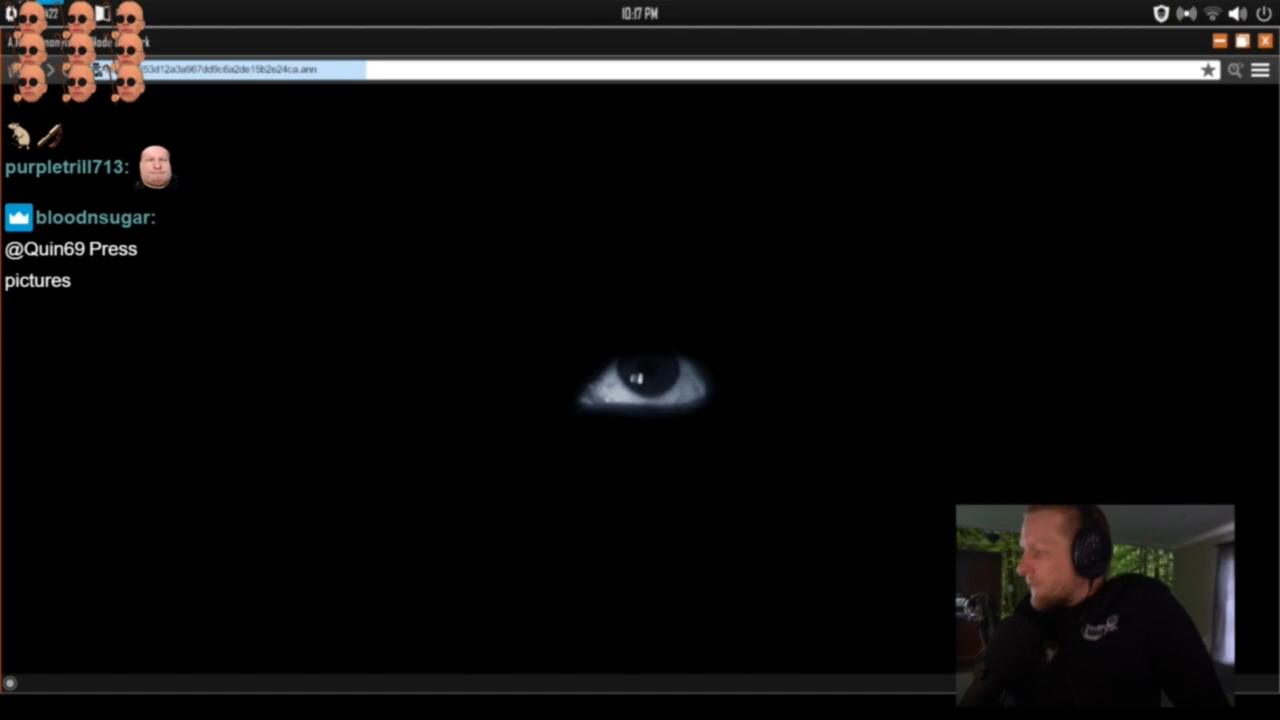 10:17 PM
53d12a3a967dd9c6a2de15b2e24ca.ann
purpletrill713:
bloodnsugar:
@Quin69 Press
pictures